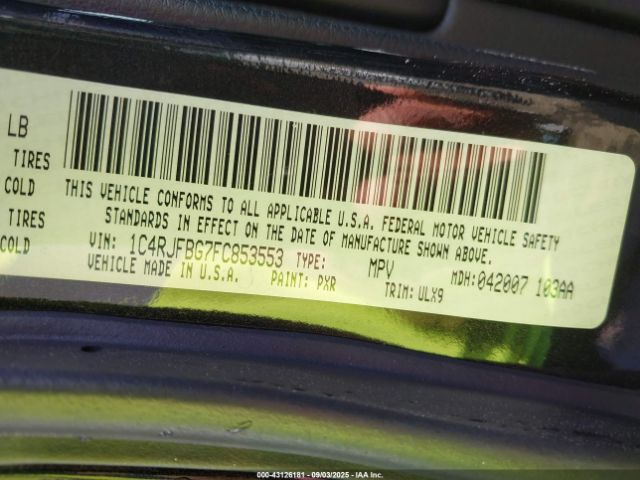 LB
TIRES
COLD
TIRES
COLD
THIS VEHICLE CONFORMS TO ALL APPLICABLE U.S.A. FEDERAL MOTOR VEHICLE SAFETY
STANDARDS IN EFFECT ON THE DATE OF MANUFACTURE SHOWN ABOVE.
VIN: 1C4RJFBG7FC853553 TYPE: MPV MDH:042007 103AA
VEHICLE MADE IN U.S.A. PAINT: PXR TRIM: ULX9
000-43126181 - 09/03/2025 - IAA Inc.